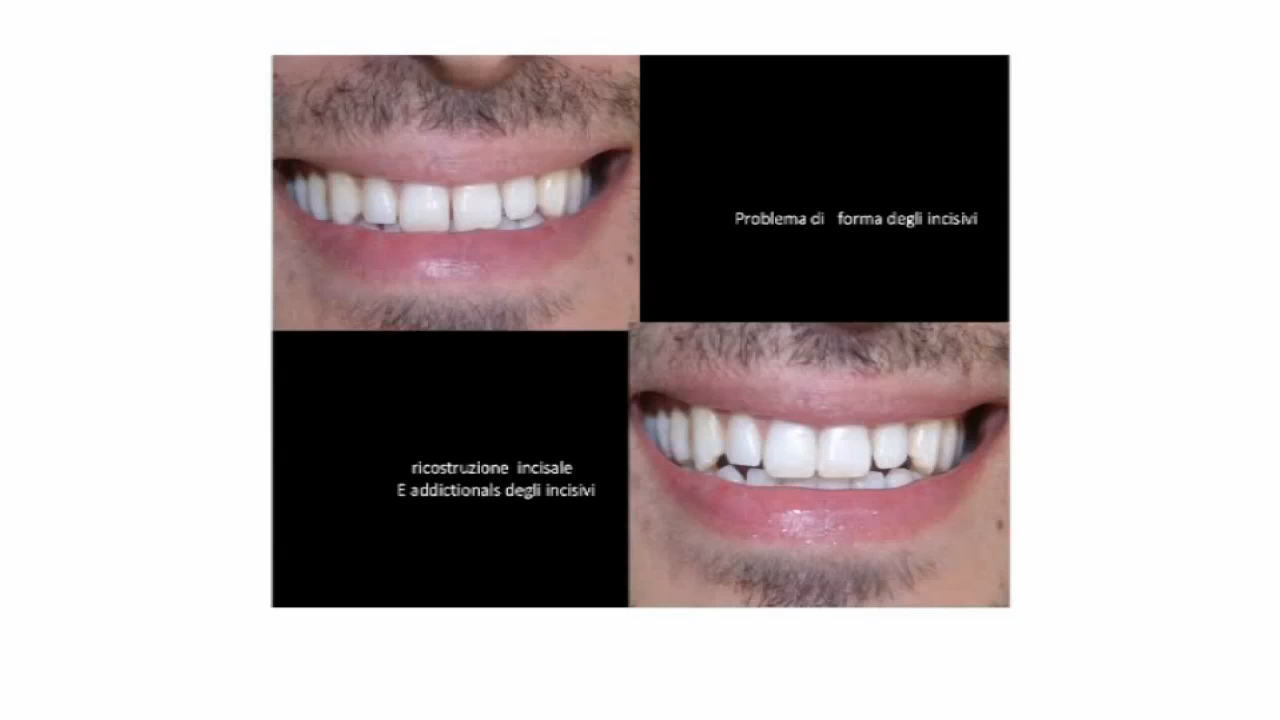 Problema di forma degli incisivi
ricostruzione incisale
E addictionals degli incisivi